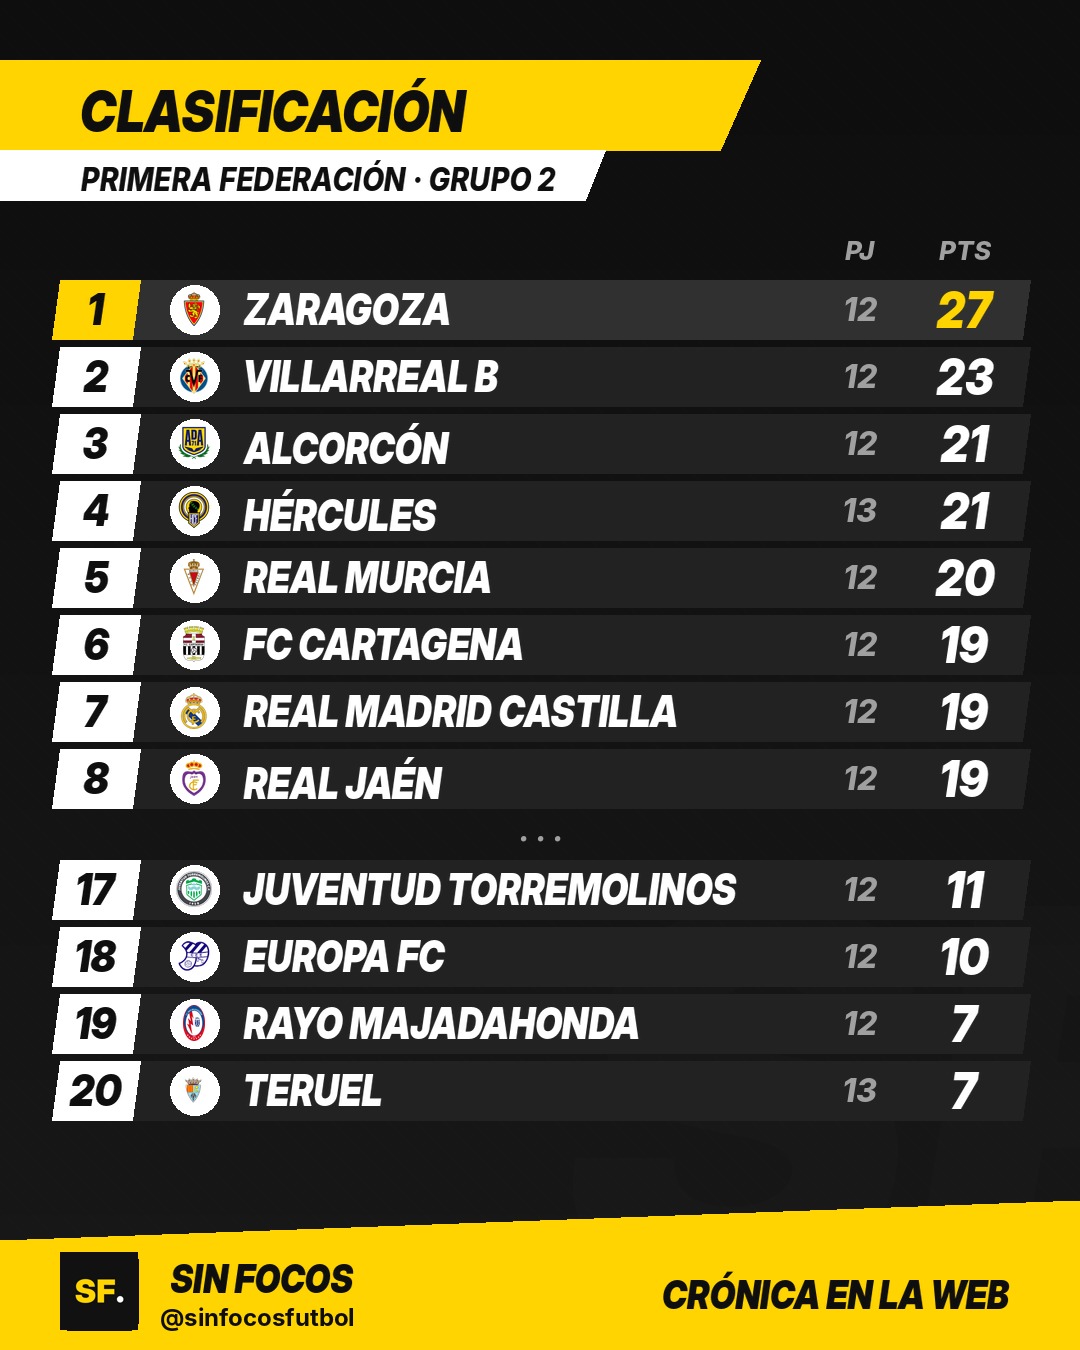 CLASIFICACIÓN
PRIMERA FEDERACIÓN · GRUPO 2
PJ PTS
1 ZARAGOZA 12 27
2 VILLARREAL B 12 23
3 ALCORCÓN 12 21
4 HÉRCULES 13 21
5 REAL MURCIA 12 20
6 FC CARTAGENA 12 19
7 REAL MADRID CASTILLA 12 19
8 REAL JAÉN 12 19
...
17 JUVENTUD TORREMOLINOS 12 11
18 EUROPA FC 12 10
19 RAYO MAJADAHONDA 12 7
20 TERUEL 13 7
SF. SIN FOCOS
@sinfocosfutbol
CRÓNICA EN LA WEB